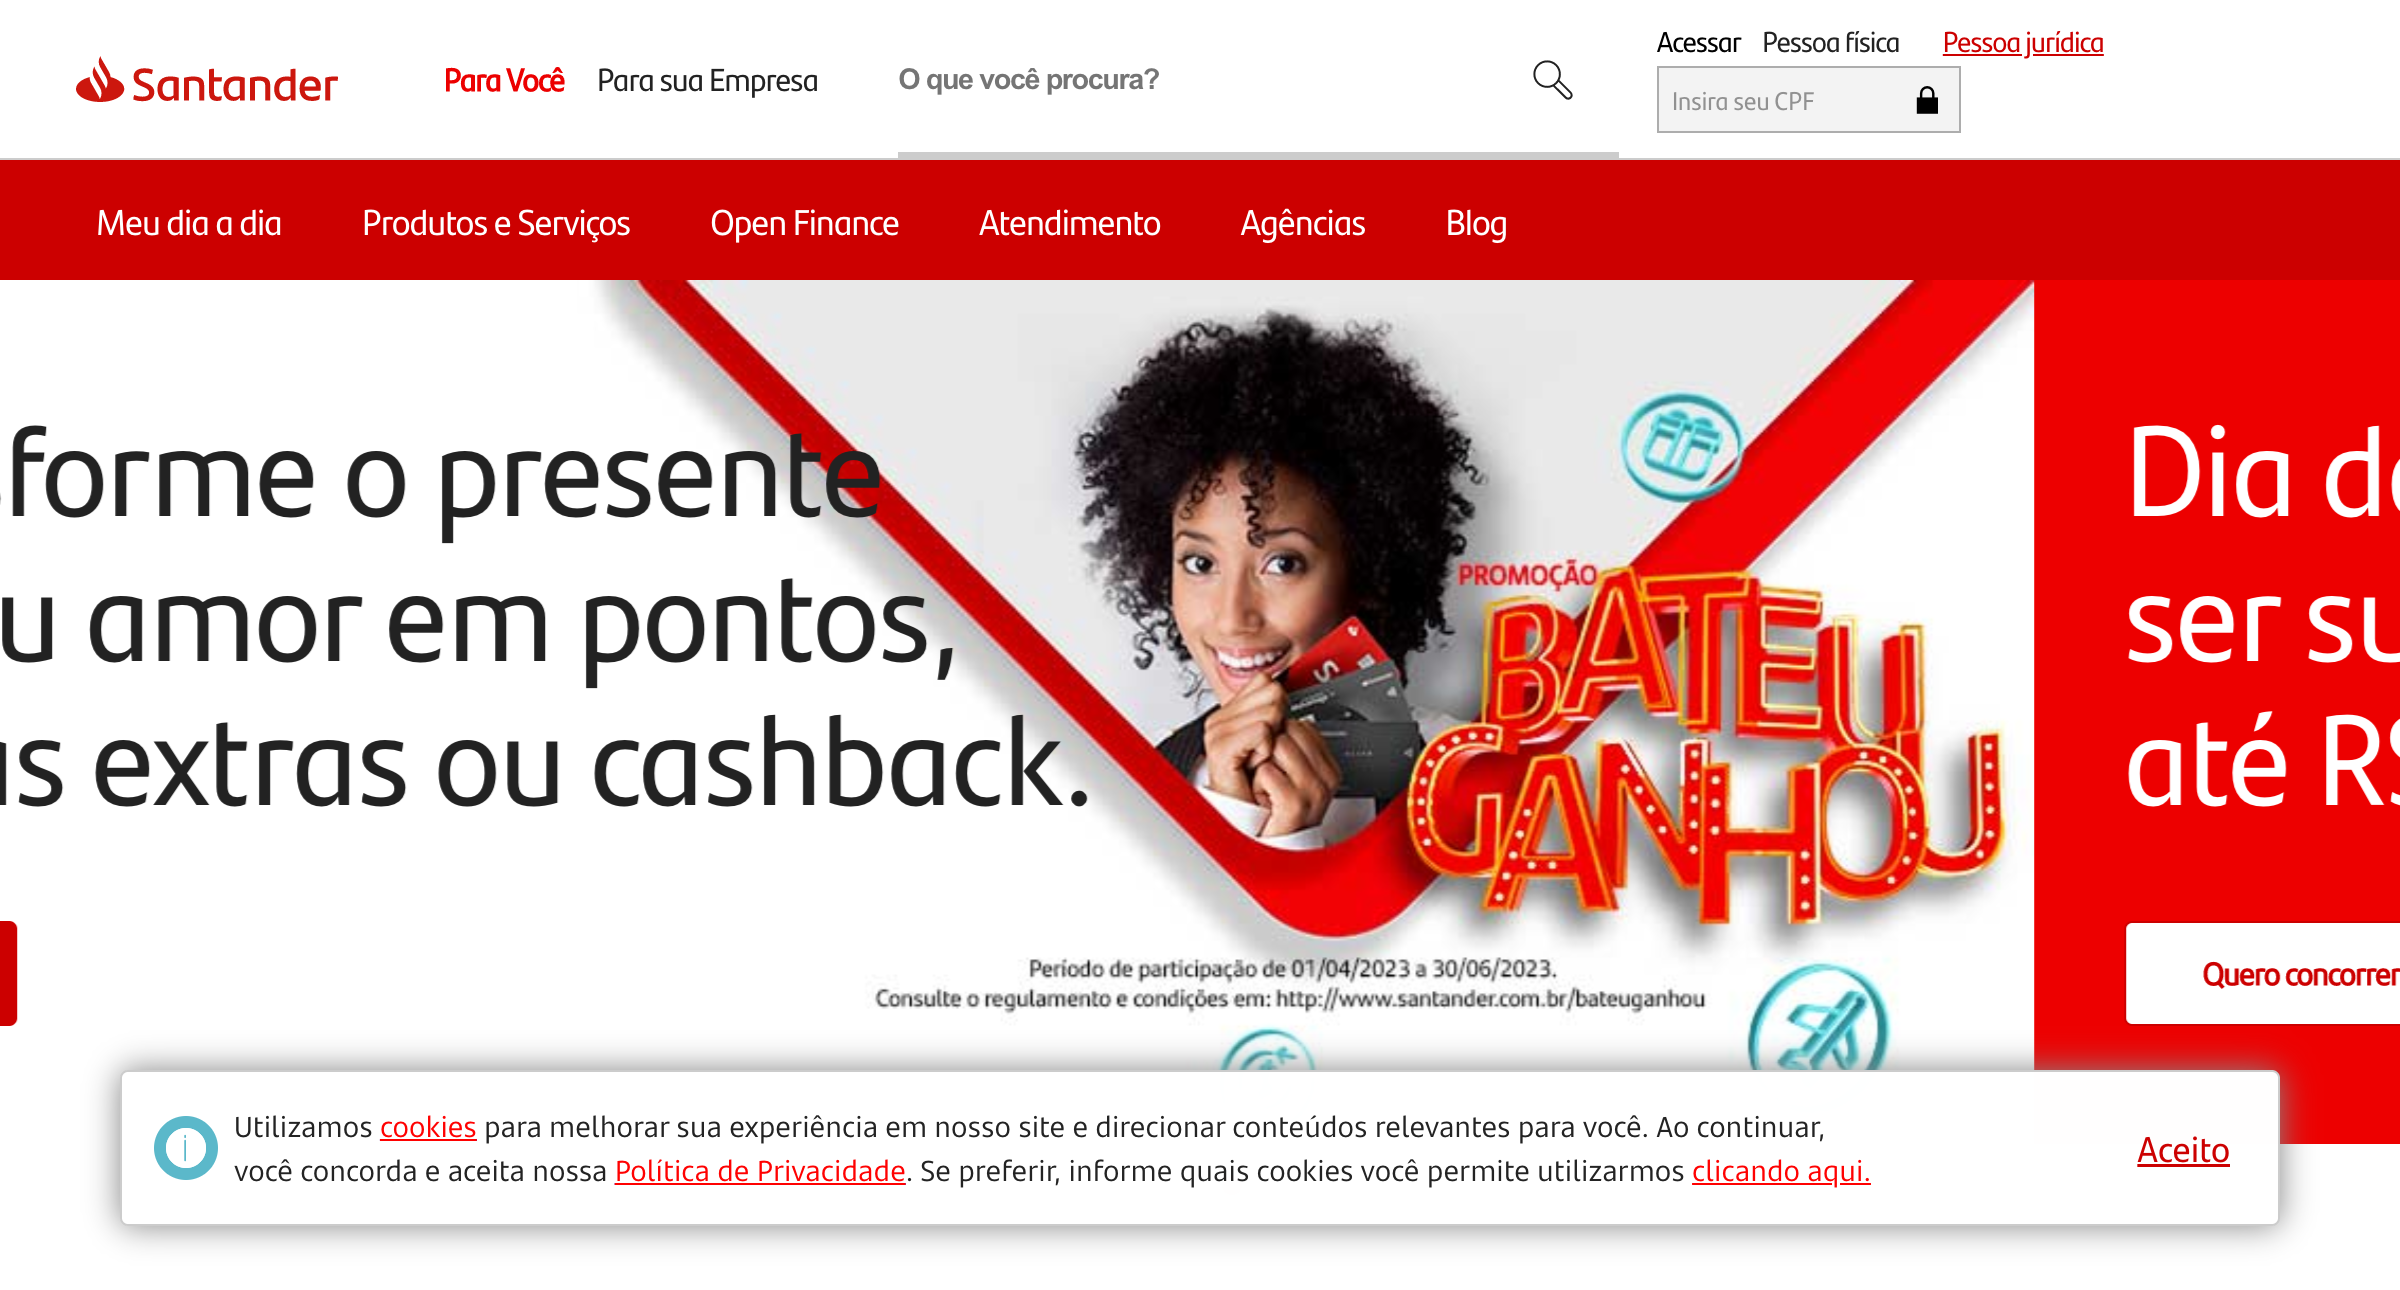 Santander
Para Você
Para sua Empresa
O que você procura?
Acessar
Pessoa física
Pessoa jurídica
Insira seu CPF
Meu dia a dia
Produtos e Serviços
Open Finance
Atendimento
Agências
Blog
forme o presente
u amor em pontos,
s extras ou cashback.
PROMOÇÃO
BATEU
GANHOU
Período de participação de 01/04/2023 a 30/06/2023.
Consulte o regulamento e condições em: http://www.santander.com.br/bateuganhou
Dia d
ser su
até R$
Quero concorrer
Utilizamos cookies para melhorar sua experiência em nosso site e direcionar conteúdos relevantes para você. Ao continuar,
você concorda e aceita nossa Política de Privacidade. Se preferir, informe quais cookies você permite utilizarmos clicando aqui.
Aceito